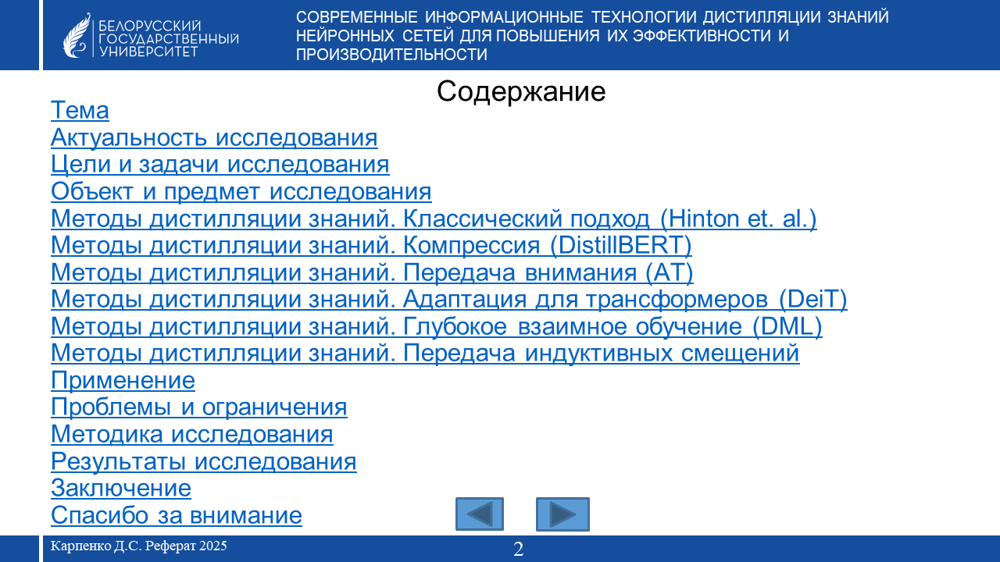 БЕЛОРУССКИЙ
ГОСУДАРСТВЕННЫЙ
УНИВЕРСИТЕТ
СОВРЕМЕННЫЕ ИНФОРМАЦИОННЫЕ ТЕХНОЛОГИИ ДИСТИЛЛЯЦИИ ЗНАНИЙ
НЕЙРОННЫХ СЕТЕЙ ДЛЯ ПОВЫШЕНИЯ ИХ ЭФФЕКТИВНОСТИ И
ПРОИЗВОДИТЕЛЬНОСТИ
Содержание
Тема
Актуальность исследования
Цели и задачи исследования
Объект и предмет исследования
Методы дистилляции знаний. Классический подход (Hinton et. al.)
Методы дистилляции знаний. Компрессия (DistillBERT)
Методы дистилляции знаний. Передача внимания (AT)
Методы дистилляции знаний. Адаптация для трансформеров (DeiT)
Методы дистилляции знаний. Глубокое взаимное обучение (DML)
Методы дистилляции знаний. Передача индуктивных смещений
Применение
Проблемы и ограничения
Методика исследования
Результаты исследования
Заключение
Спасибо за внимание
Карпенко Д.С. Реферат 2025
2